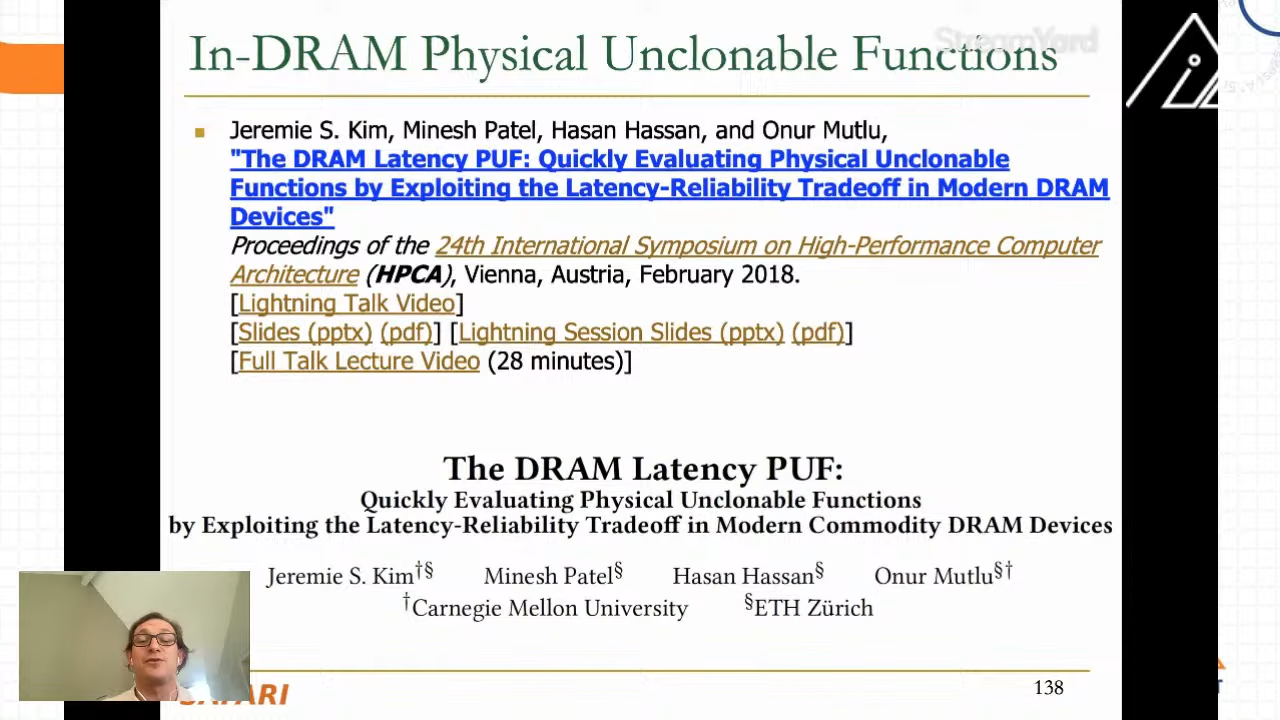 In-DRAM Physical Unclonable Functions
StreamYard
Jeremie S. Kim, Minesh Patel, Hasan Hassan, and Onur Mutlu,
"The DRAM Latency PUF: Quickly Evaluating Physical Unclonable
Functions by Exploiting the Latency-Reliability Tradeoff in Modern DRAM
Devices"
Proceedings of the 24th International Symposium on High-Performance Computer
Architecture (HPCA), Vienna, Austria, February 2018.
[Lightning Talk Video]
[Slides (pptx) (pdf)] [Lightning Session Slides (pptx) (pdf)]
[Full Talk Lecture Video (28 minutes)]
The DRAM Latency PUF:
Quickly Evaluating Physical Unclonable Functions
by Exploiting the Latency-Reliability Tradeoff in Modern Commodity DRAM Devices
Jeremie S. Kim†§ Minesh Patel§ Hasan Hassan§ Onur Mutlu§†
†Carnegie Mellon University §ETH Zürich
SAFARI
138